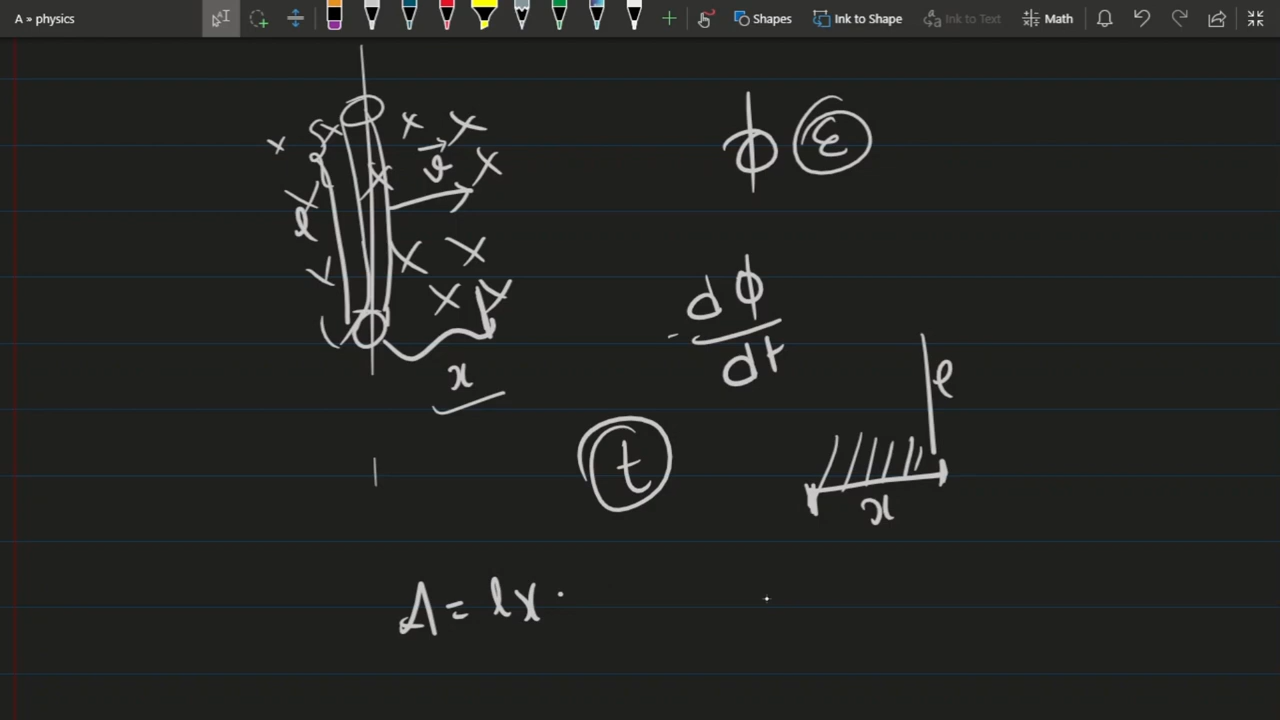 A » physics
Shapes
Ink to Shape
Ink to Text
Math
x x x x
v⃗
x x
l
x x x
x x x
x
ϕ ε
- dϕ/dt
t
l
x
A = lx